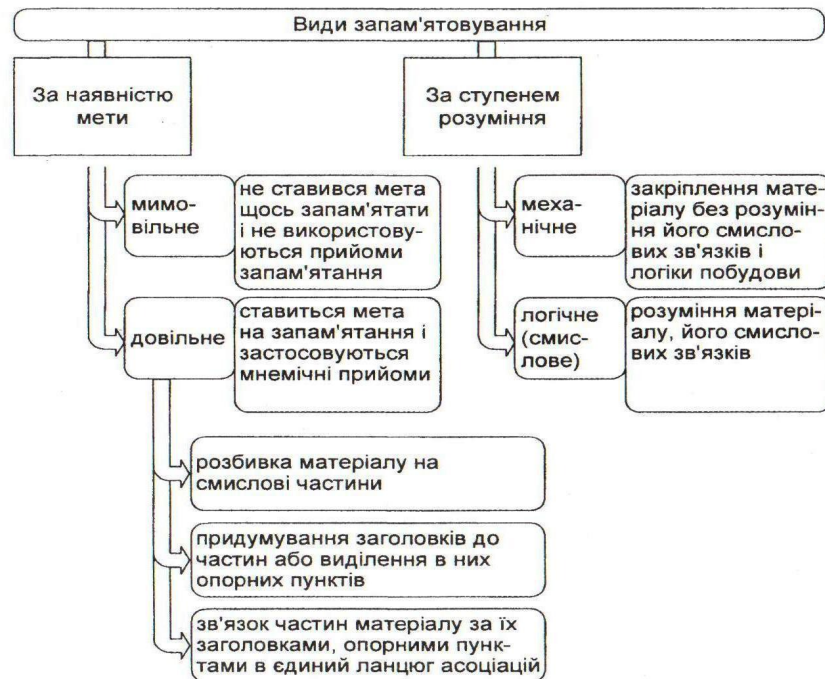 Види запам'ятовування
За наявністю
мети
За ступенем
розуміння
мимо-
вільне
не ставився мета
щось запам'ятати
і не використову-
ються прийоми
запам'ятання
довільне
ставиться мета
на запам'ятання і
застосовуються
мнемічні прийоми
розбивка матеріалу на
смислові частини
придумування заголовків до
частин або виділення в них
опорних пунктів
зв'язок частин матеріалу за їх
заголовками, опорними пунк-
тами в єдиний ланцюг асоціацій
меха-
нічне
закріплення мате-
ріалу без розумін-
ня його смисло-
вих зв'язків і
логіки побудови
логічне
(смис-
лове)
розуміння матері-
алу, його смисло-
вих зв'язків